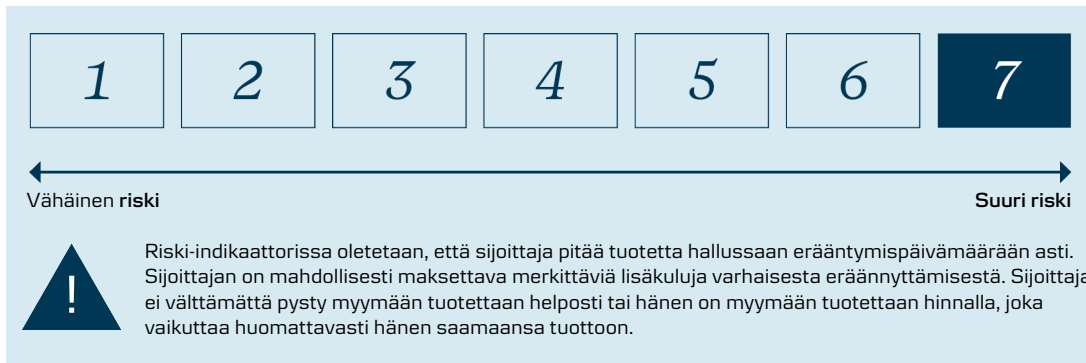 1 2 3 4 5 6 7
Vähäinen riski Suuri riski
Riski-indikaattorissa oletetaan, että sijoittaja pitää tuotetta hallussaan erääntymispäivämäärään asti.
Sijoittajan on mahdollisesti maksettava merkittäviä lisäkuluja varhaisesta eräännyttämisestä. Sijoittaja
! ei välttämättä pysty myymään tuotettaan helposti tai hänen on myymään tuotettaan hinnalla, joka
vaikuttaa huomattavasti hänen saamaansa tuottoon.